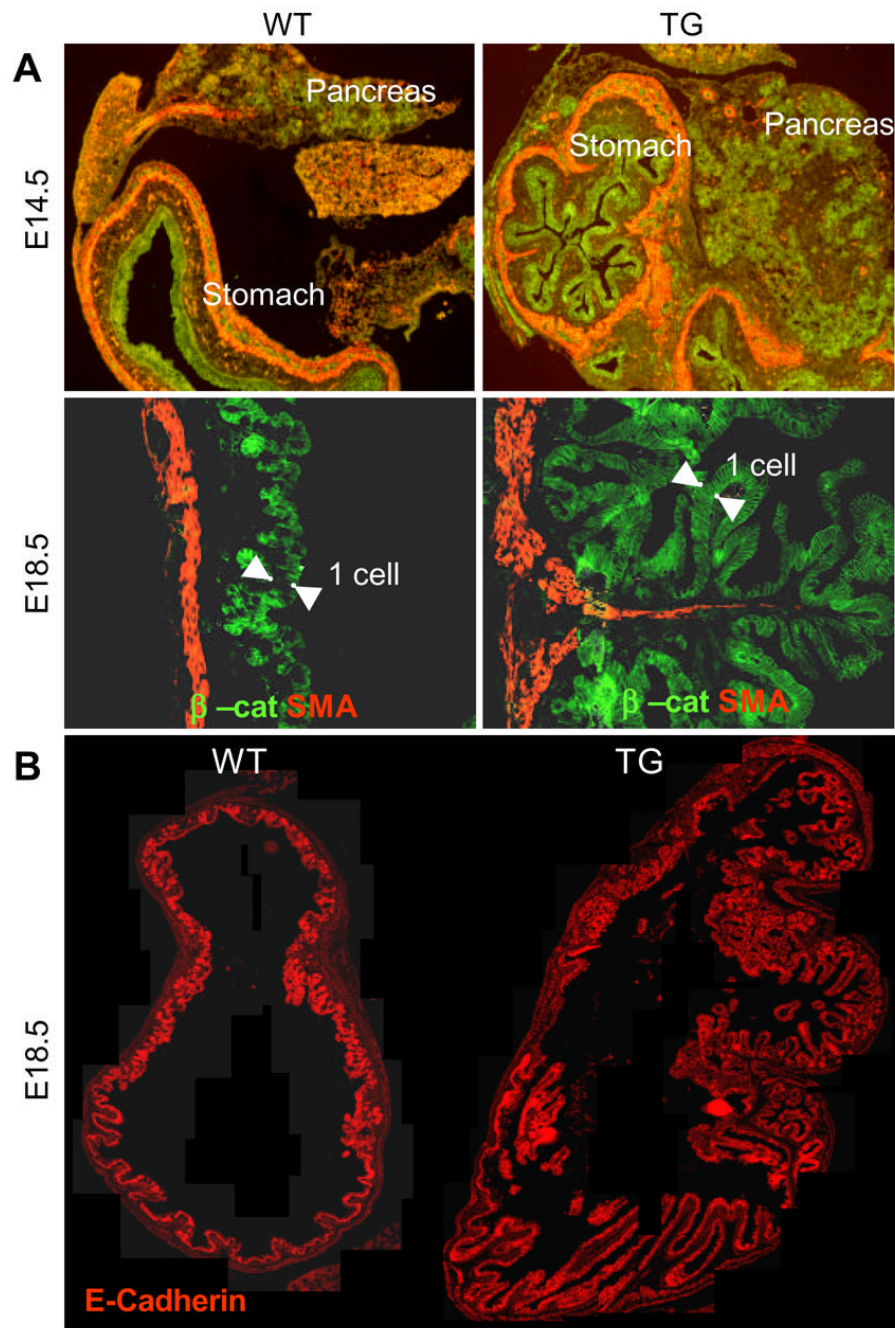 WT
TG
A
E14.5
Pancreas
Stomach
Stomach
Pancreas
E18.5
1 cell
β –cat SMA
1 cell
β –cat SMA
B
WT
TG
E18.5
E-Cadherin